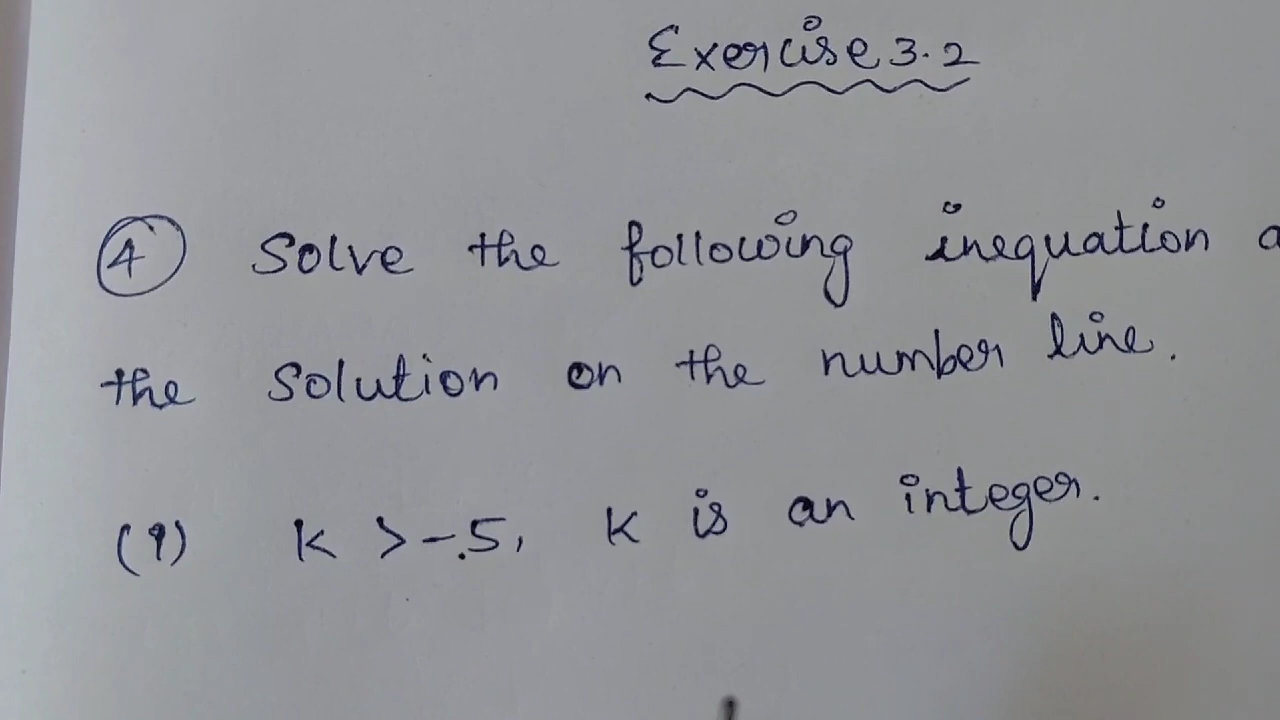 Exercise 3.2
4 Solve the following inequation a
the solution on the number line.
(i) k > -.5, k is an integer.